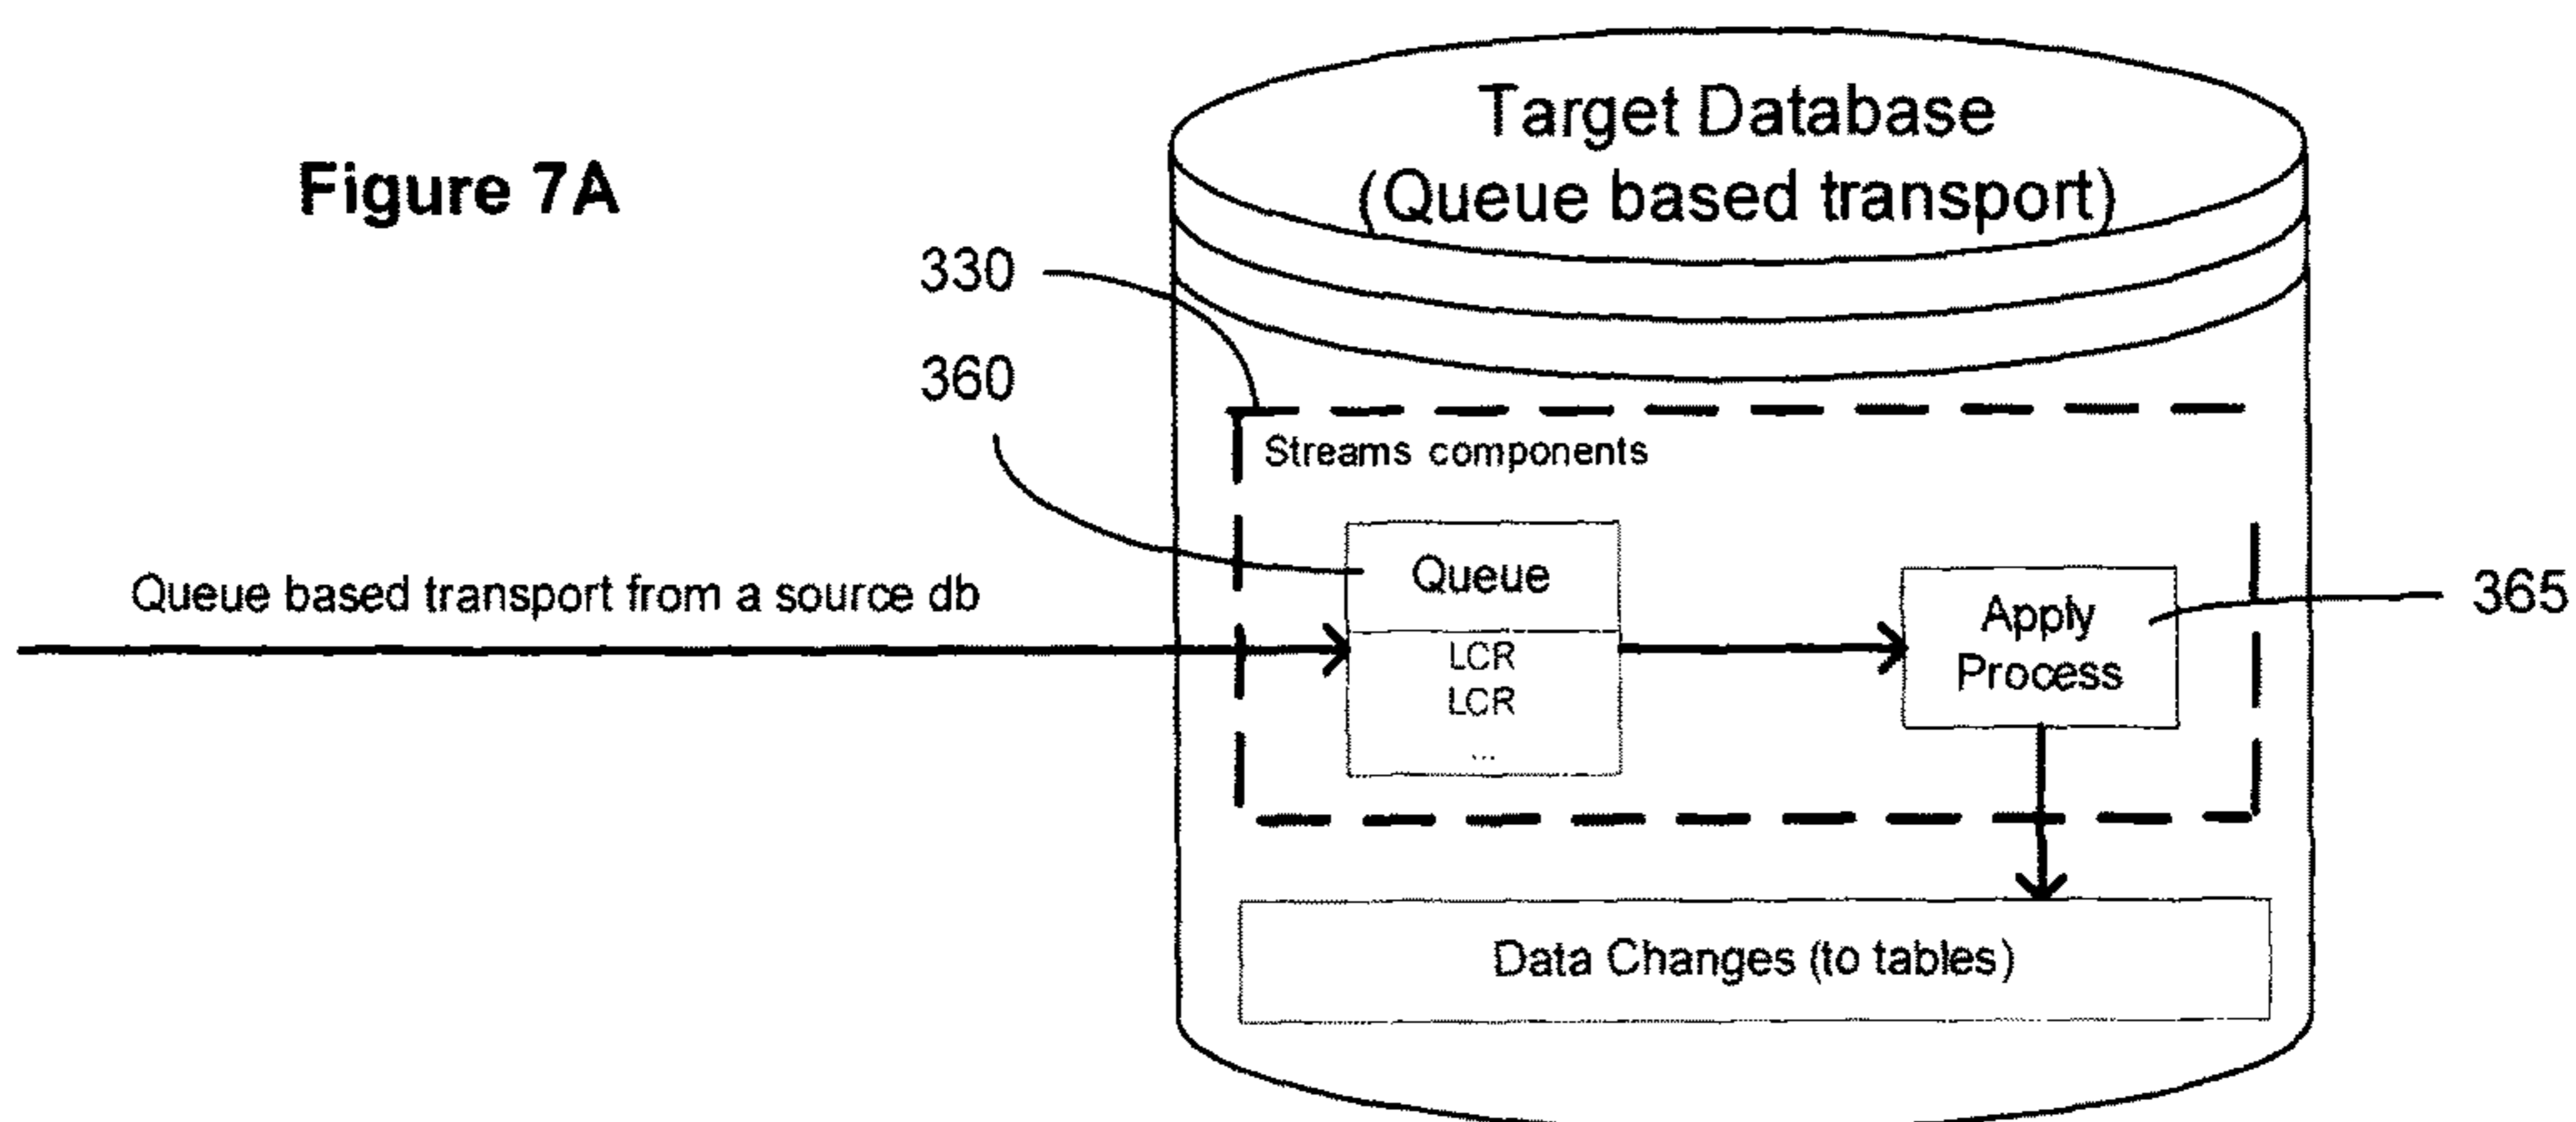 Figure 7A
Target Database
(Queue based transport)
330
360
Streams components
Queue based transport from a source db
Queue
LCR
LCR
...
Apply
Process
365
Data Changes (to tables)